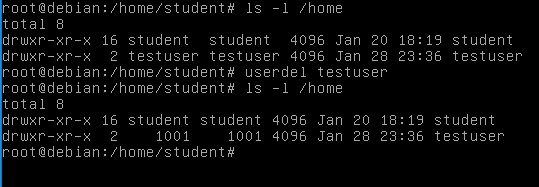 root@debian:/home/student# ls -l /home
total 8
drwxr-xr-x 16 student  student  4096 Jan 20 18:19 student
drwxr-xr-x  2 testuser testuser 4096 Jan 28 23:36 testuser
root@debian:/home/student# userdel testuser
root@debian:/home/student# ls -l /home
total 8
drwxr-xr-x 16 student student 4096 Jan 20 18:19 student
drwxr-xr-x  2    1001    1001 4096 Jan 28 23:36 testuser
root@debian:/home/student#